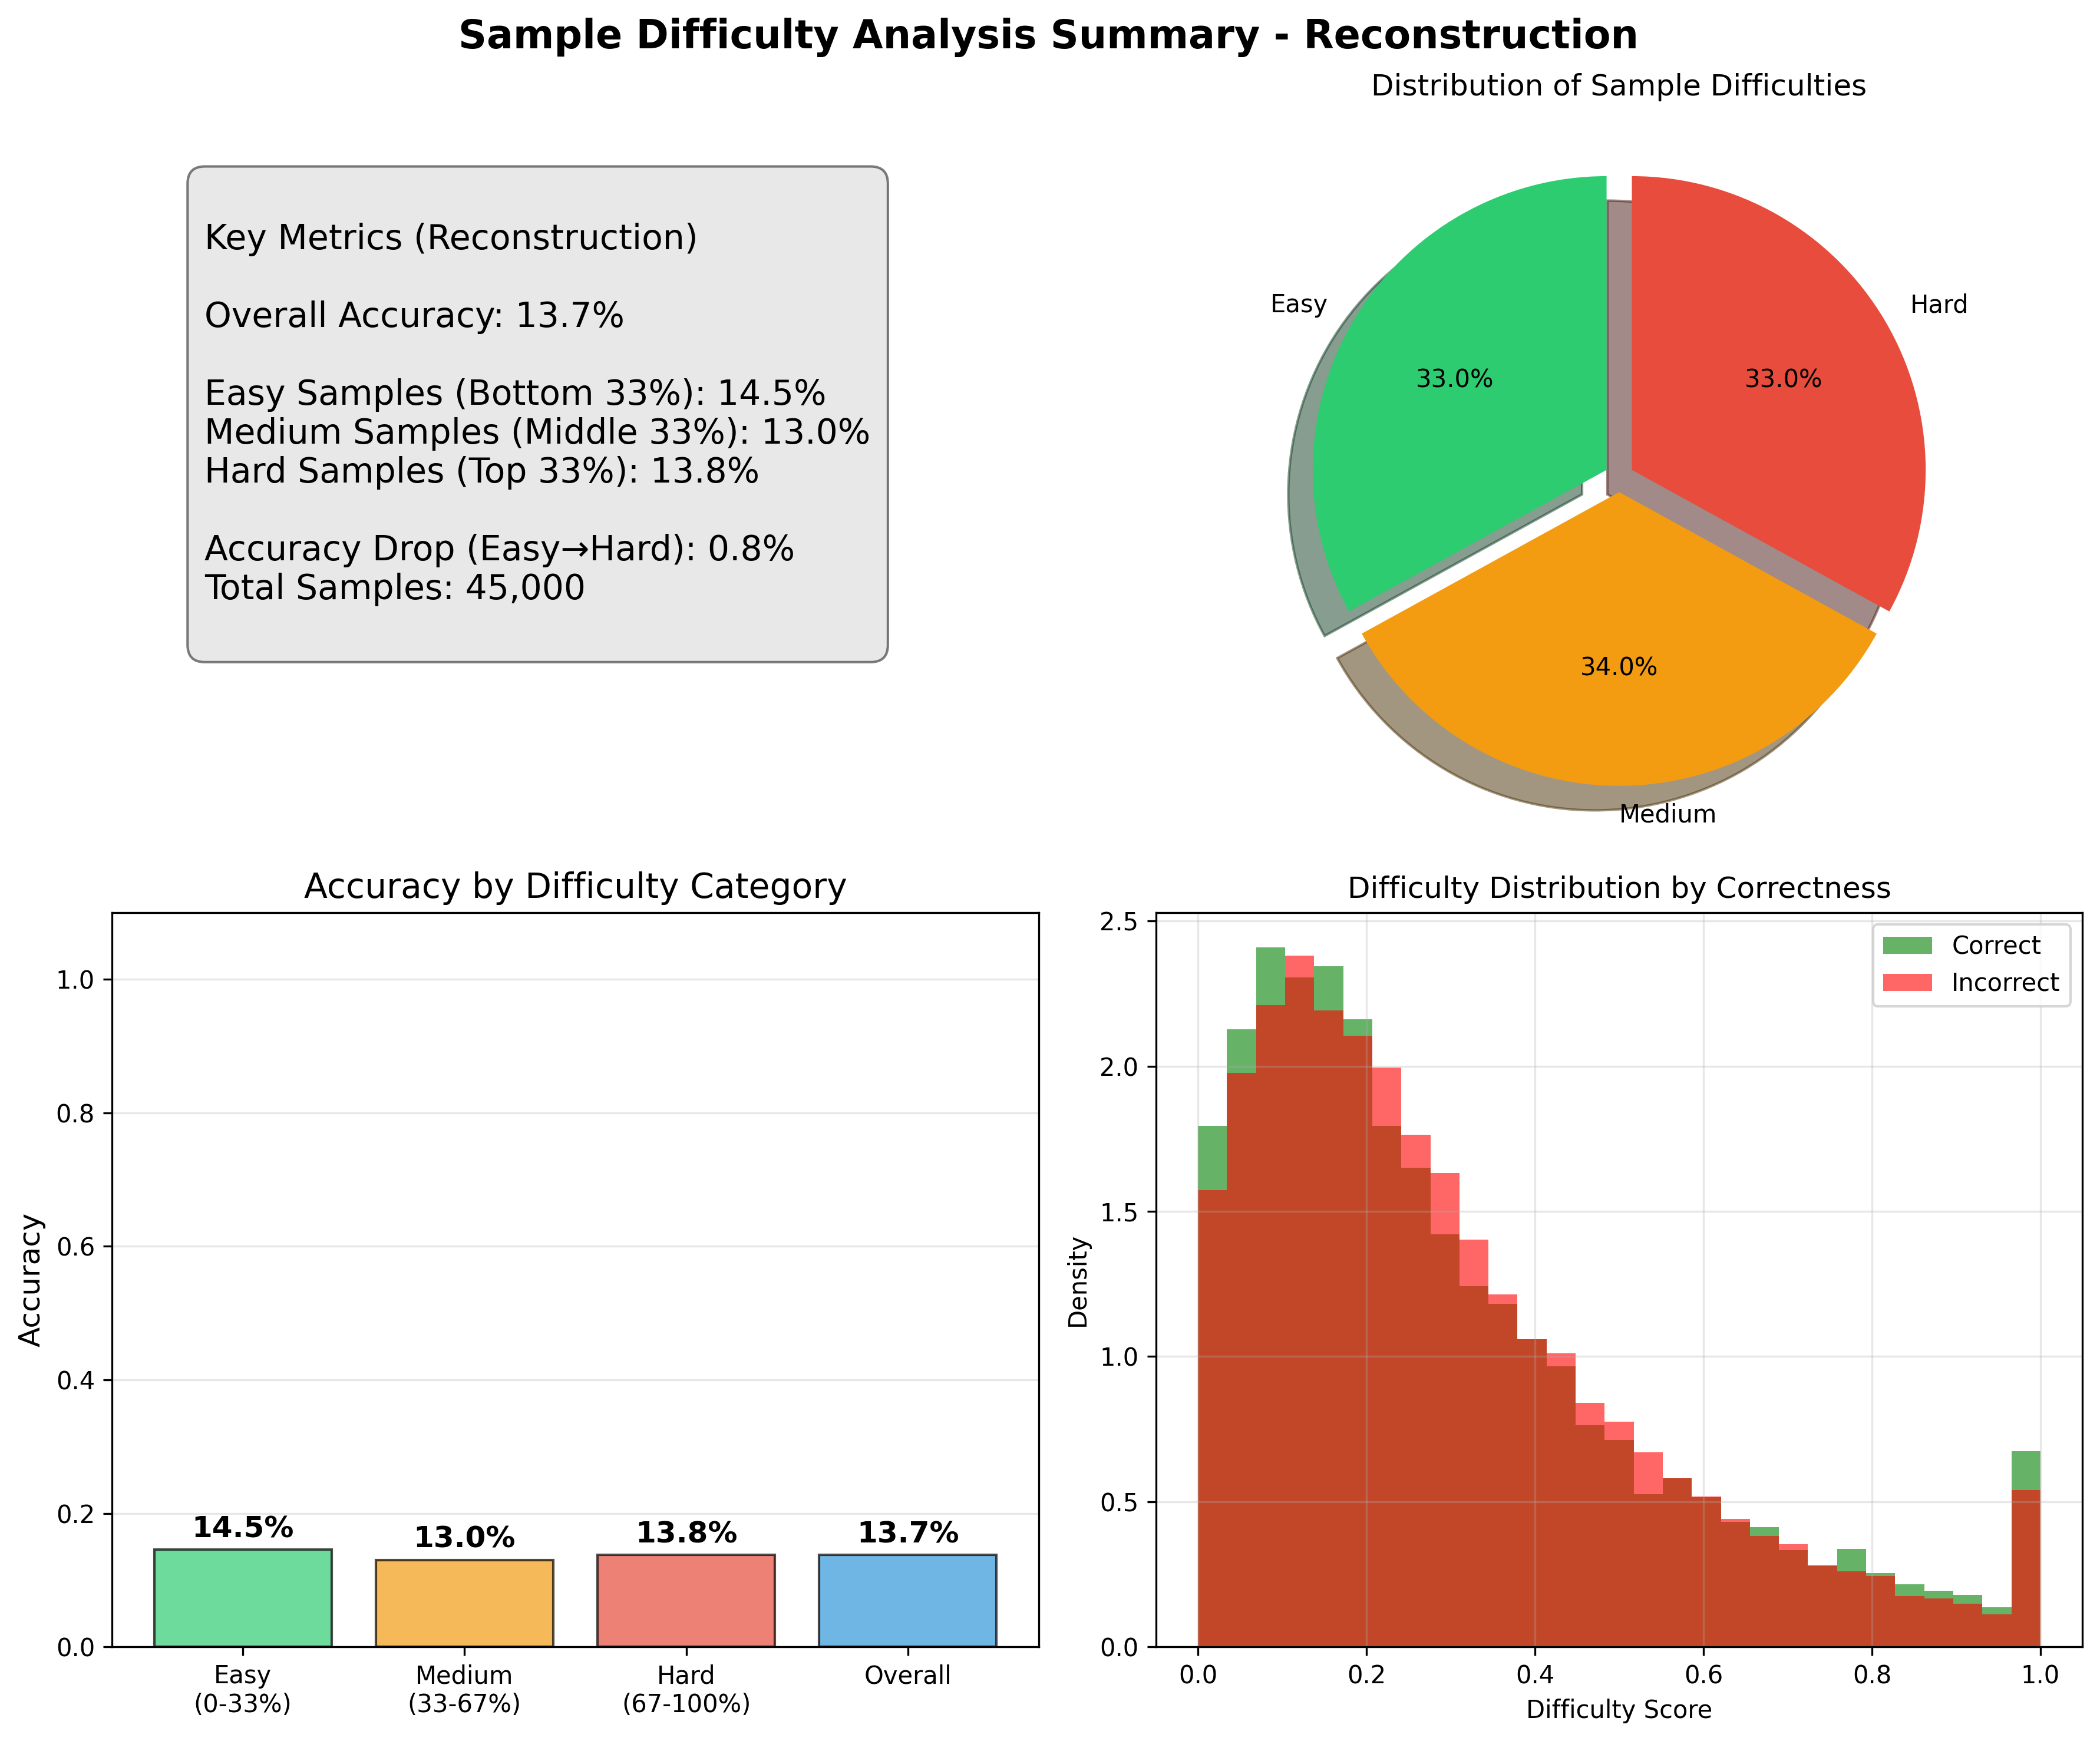 Sample Difficulty Analysis Summary - Reconstruction
Key Metrics (Reconstruction)
Overall Accuracy: 13.7%
Easy Samples (Bottom 33%): 14.5%
Medium Samples (Middle 33%): 13.0%
Hard Samples (Top 33%): 13.8%
Accuracy Drop (Easy→Hard): 0.8%
Total Samples: 45,000
Distribution of Sample Difficulties
Easy
Hard
33.0%
33.0%
34.0%
Medium
Accuracy by Difficulty Category
Accuracy
1.0
0.8
0.6
0.4
0.2
0.0
14.5%
13.0%
13.8%
13.7%
Easy
(0-33%)
Medium
(33-67%)
Hard
(67-100%)
Overall
Difficulty Distribution by Correctness
Correct
Incorrect
Density
2.5
2.0
1.5
1.0
0.5
0.0
0.0
0.2
0.4
0.6
0.8
1.0
Difficulty Score